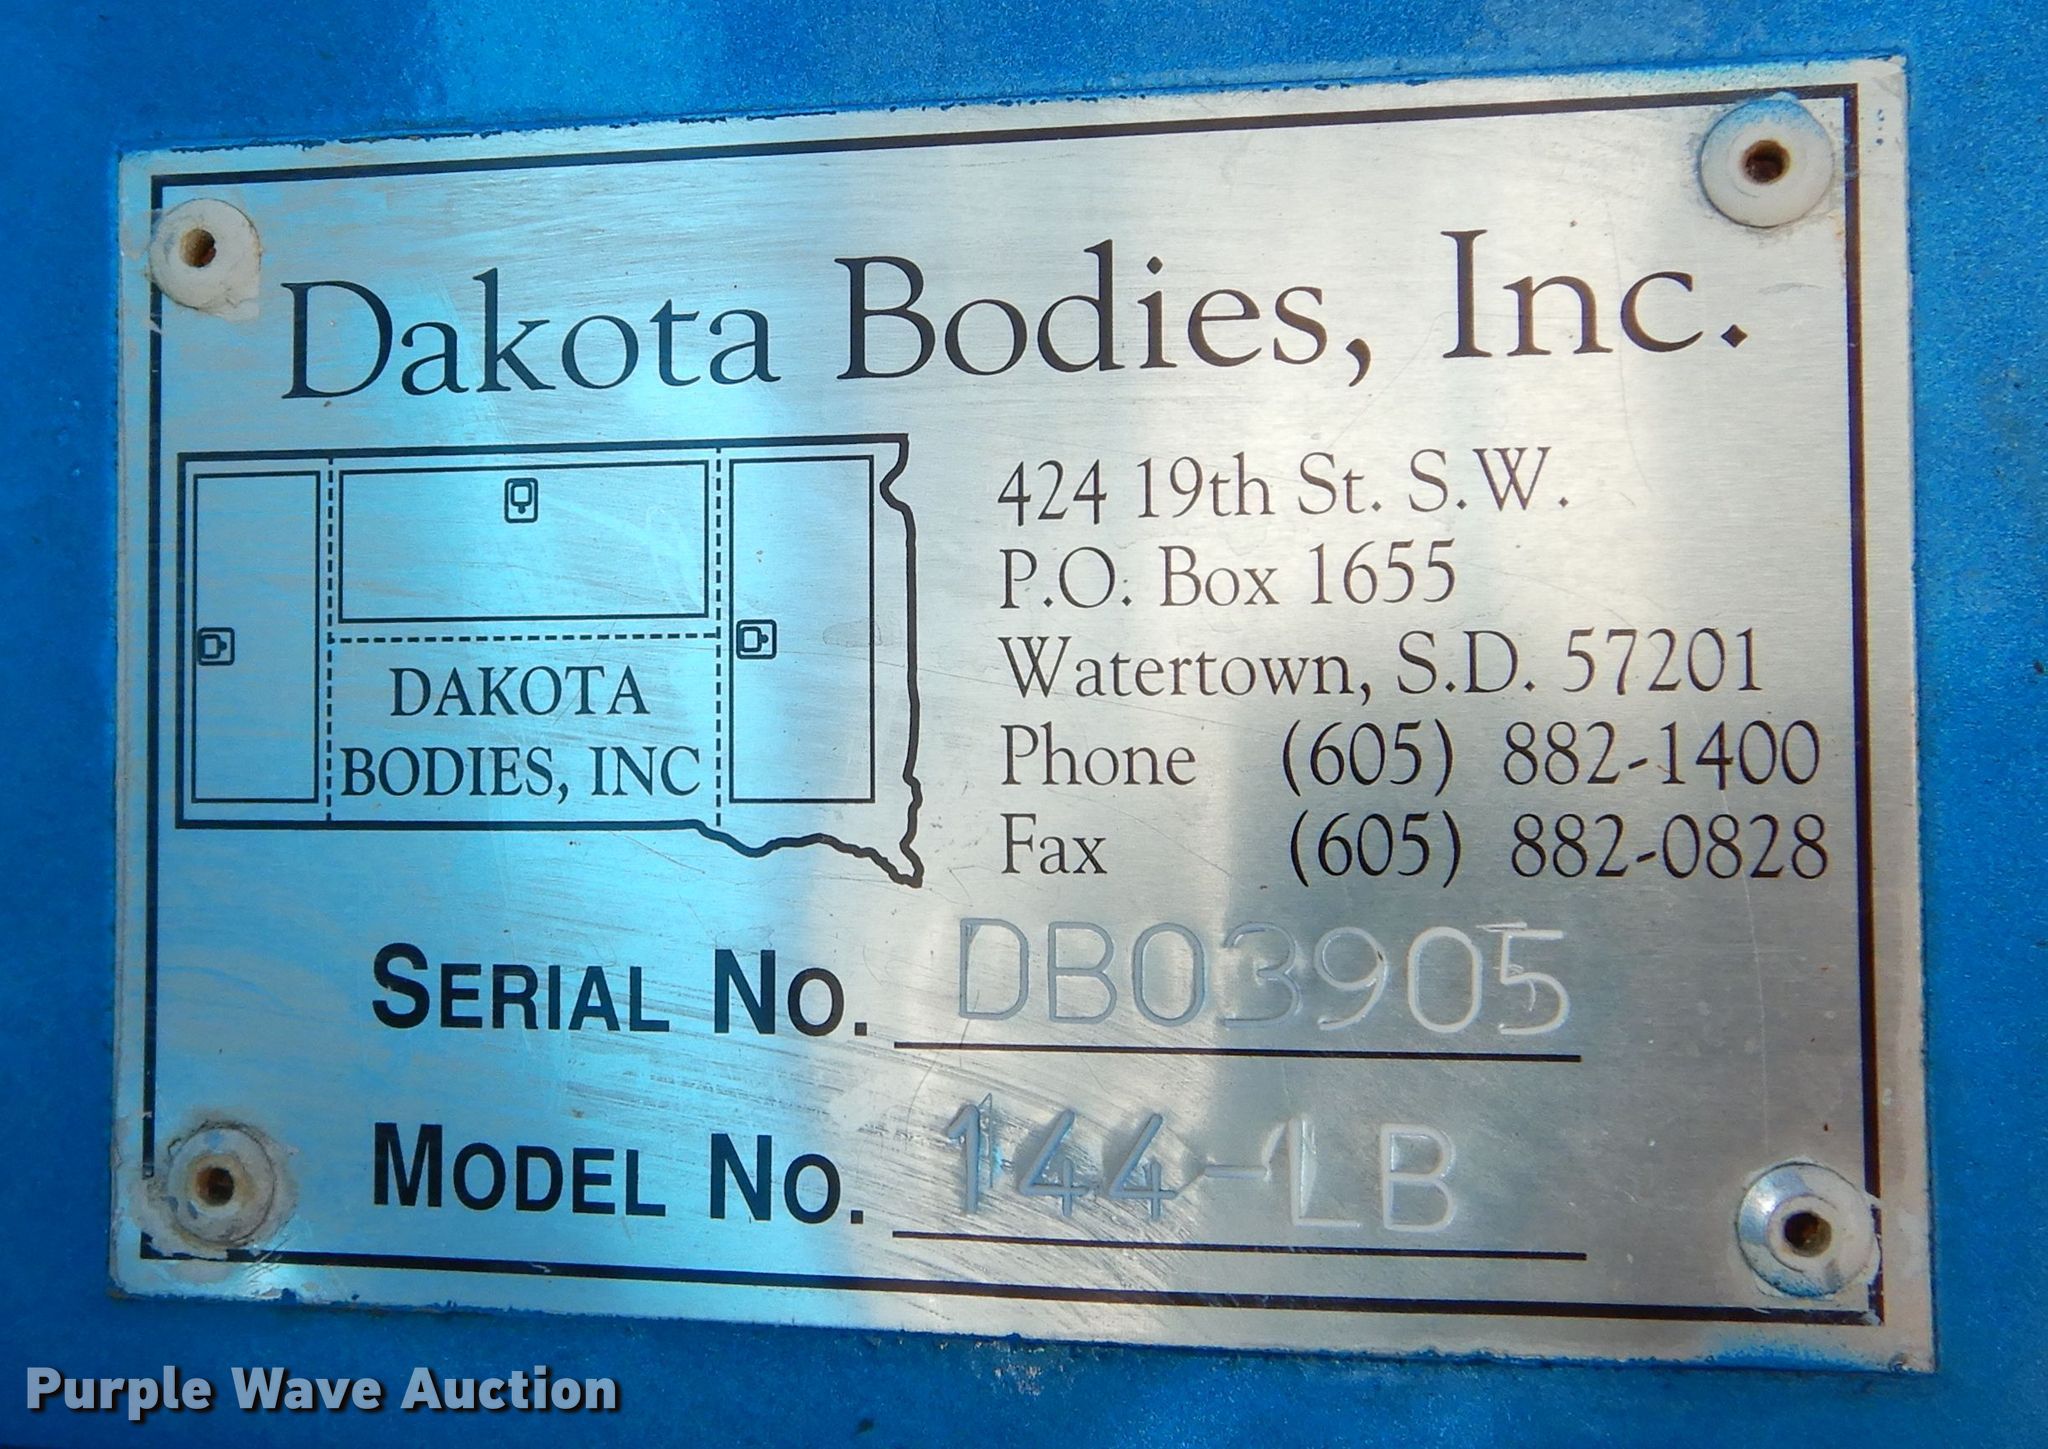 Dakota Bodies, Inc.
DAKOTA
BODIES, INC
424 19th St. S.W.
P.O. Box 1655
Watertown, S.D. 57201
Phone (605) 882-1400
Fax (605) 882-0828
SERIAL NO. DB03905
MODEL NO. 144-LB
Purple Wave Auction